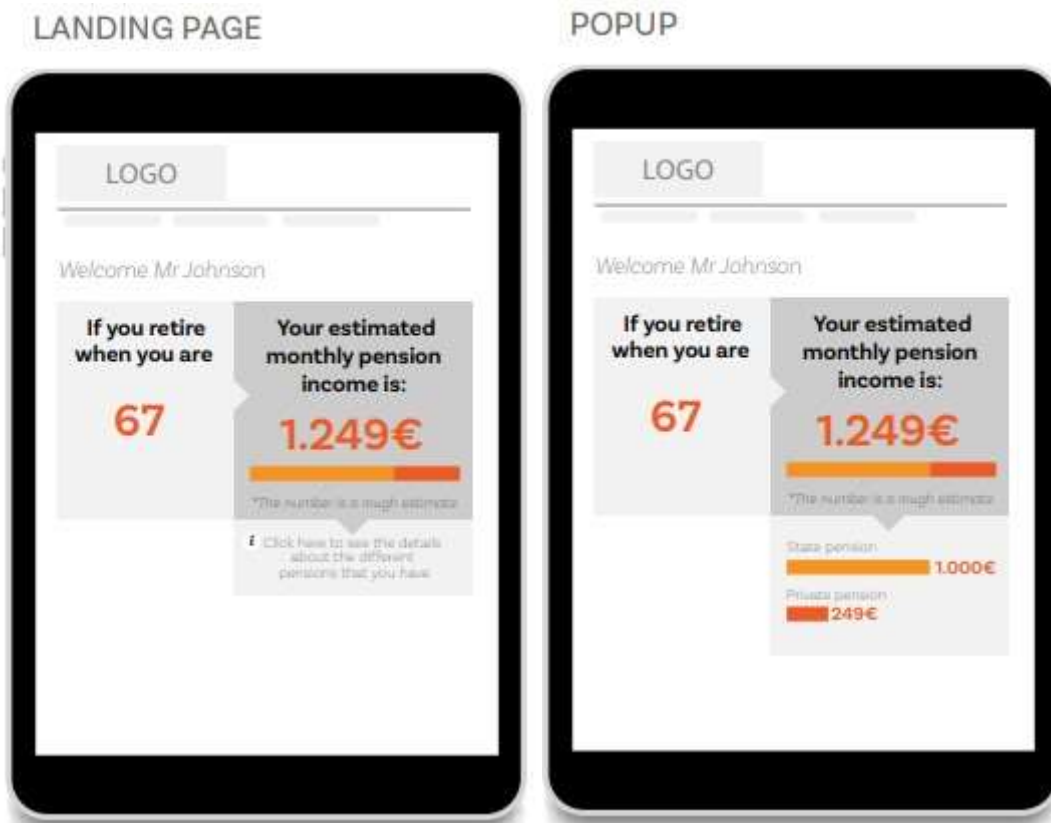 LANDING PAGE
LOGO
Welcome Mr Johnson
If you retire
when you are
67
Your estimated
monthly pension
income is:
1.249€
*The number is a rough estimate
i Click here to see the details
about the different
pensions that you have
POPUP
LOGO
Welcome Mr Johnson
If you retire
when you are
67
Your estimated
monthly pension
income is:
1.249€
*The number is a rough estimate
State pension
1.000€
Private pension
249€